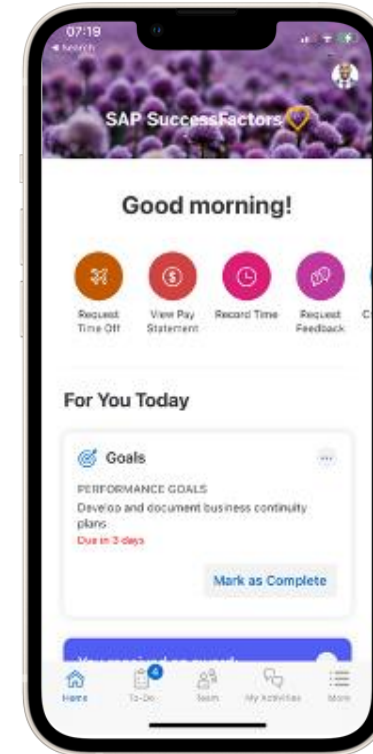 07:19
◀ Search
SAP SuccessFactors
Good morning!
Request
Time Off
View Pay
Statement
Record Time
Request
Feedback
For You Today
Goals
PERFORMANCE GOALS
Develop and document business continuity
plans
Due in 3 days
Mark as Complete
4
Home
To-Do
Team
My Activities
More